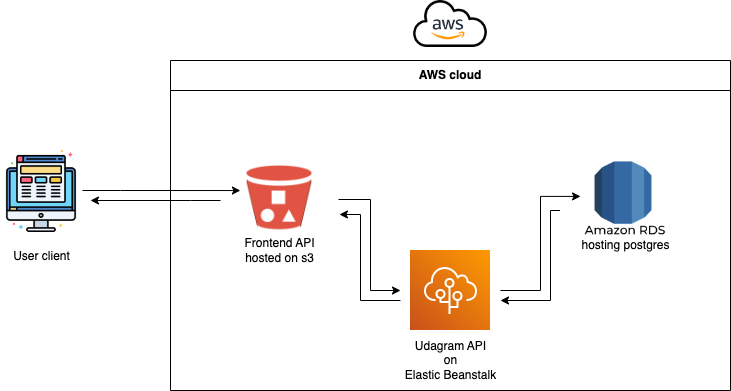 aws
AWS cloud
User client
Frontend API
hosted on s3
Amazon RDS
hosting postgres
Udagram API
on
Elastic Beanstalk